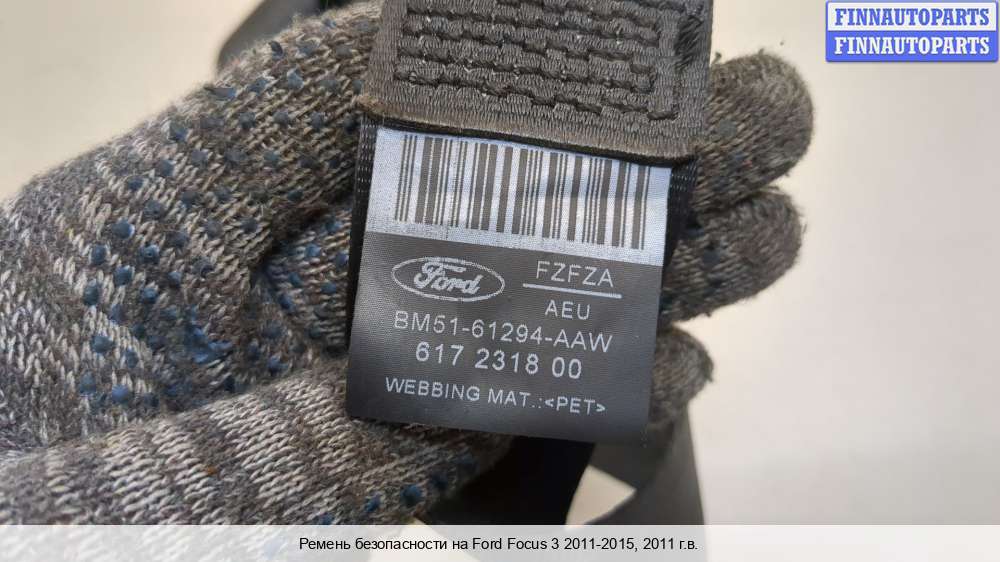 FINNAUTOPARTS
FINNAUTOPARTS
Ford
FZFZA
AEU
BM51-61294-AAW
617 2318 00
WEBBING MAT.:<PET>
Ремень безопасности на Ford Focus 3 2011-2015, 2011 г.в.